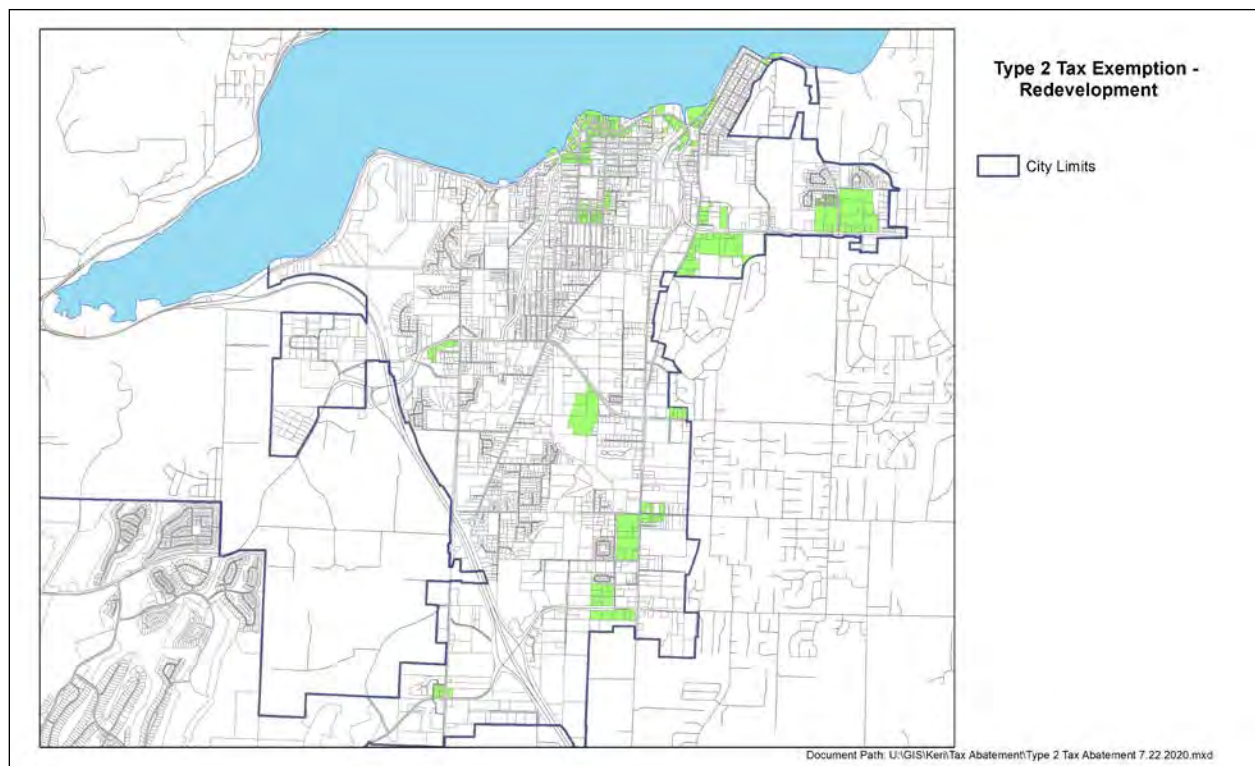 Type 2 Tax Exemption -
Redevelopment
City Limits
Document Path: U:\GIS\Keri\Tax Abatement\Type 2 Tax Abatement 7.22.2020.mxd